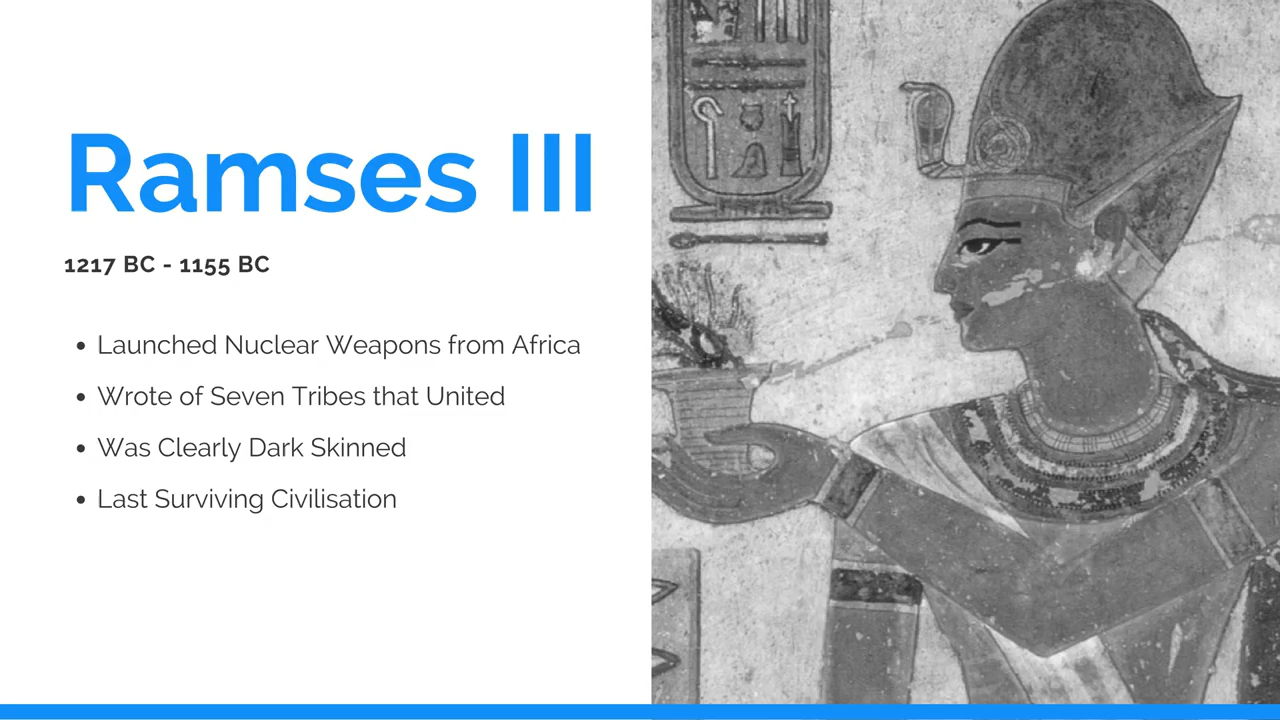 Ramses III
1217 BC - 1155 BC
• Launched Nuclear Weapons from Africa
• Wrote of Seven Tribes that United
• Was Clearly Dark Skinned
• Last Surviving Civilisation